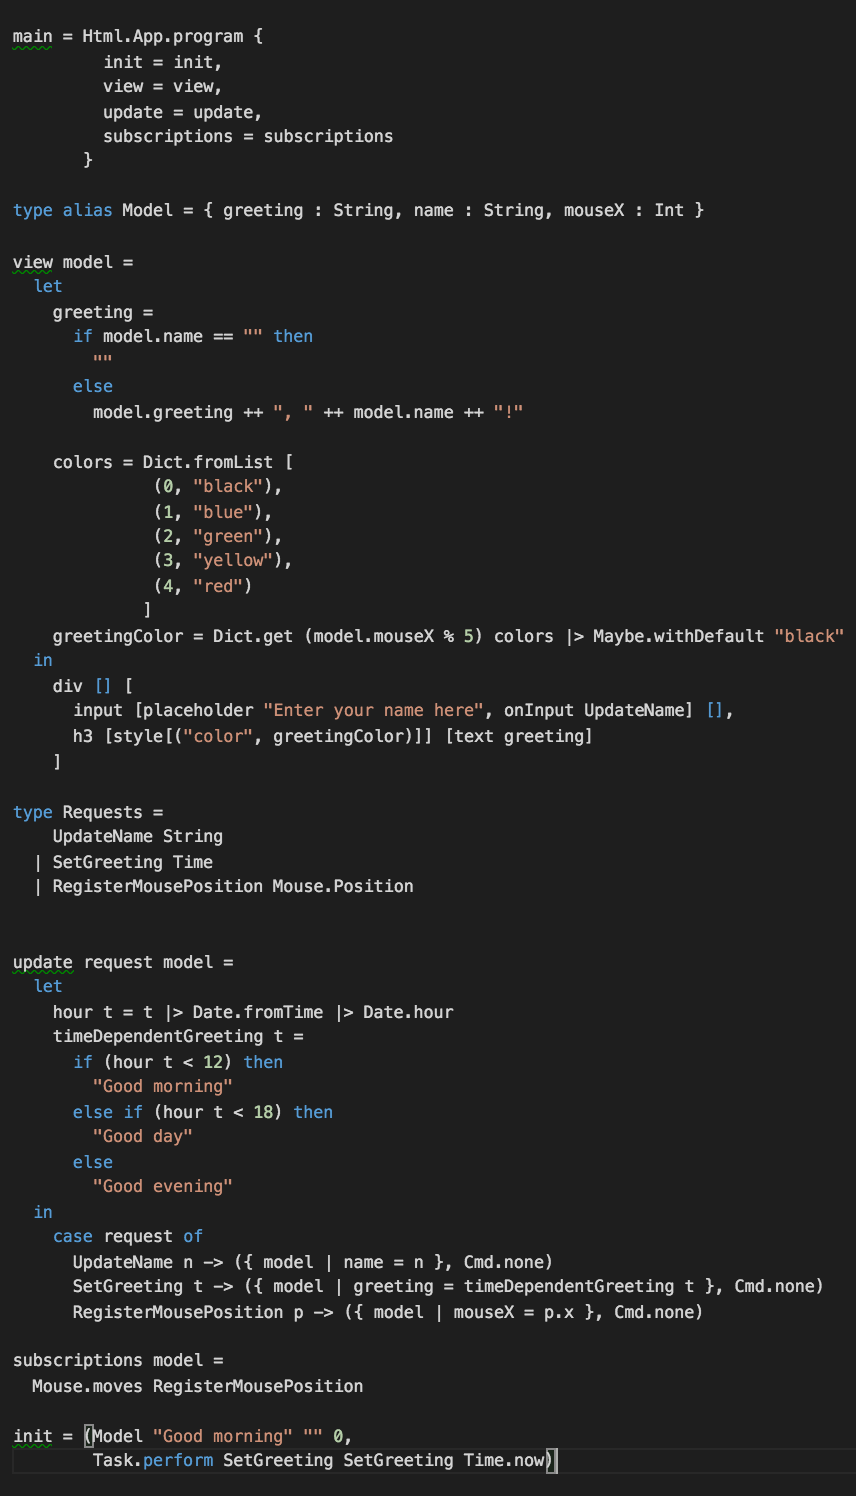 main = Html.App.program {
         init = init,
         view = view,
         update = update,
         subscriptions = subscriptions
       }
type alias Model = { greeting : String, name : String, mouseX : Int }
view model =
  let
    greeting =
      if model.name == "" then
        ""
      else
        model.greeting ++ ", " ++ model.name ++ "!"
    colors = Dict.fromList [
              (0, "black"),
              (1, "blue"),
              (2, "green"),
              (3, "yellow"),
              (4, "red")
             ]
    greetingColor = Dict.get (model.mouseX % 5) colors |> Maybe.withDefault "black"
  in
    div [] [
      input [placeholder "Enter your name here", onInput UpdateName] [],
      h3 [style[("color", greetingColor)]] [text greeting]
    ]
type Requests =
    UpdateName String
  | SetGreeting Time
  | RegisterMousePosition Mouse.Position
update request model =
  let
    hour t = t |> Date.fromTime |> Date.hour
    timeDependentGreeting t =
      if (hour t < 12) then
        "Good morning"
      else if (hour t < 18) then
        "Good day"
      else
        "Good evening"
  in
    case request of
      UpdateName n -> ({ model | name = n }, Cmd.none)
      SetGreeting t -> ({ model | greeting = timeDependentGreeting t }, Cmd.none)
      RegisterMousePosition p -> ({ model | mouseX = p.x }, Cmd.none)
subscriptions model =
  Mouse.moves RegisterMousePosition
init = (Model "Good morning" "" 0,
        Task.perform SetGreeting SetGreeting Time.now)